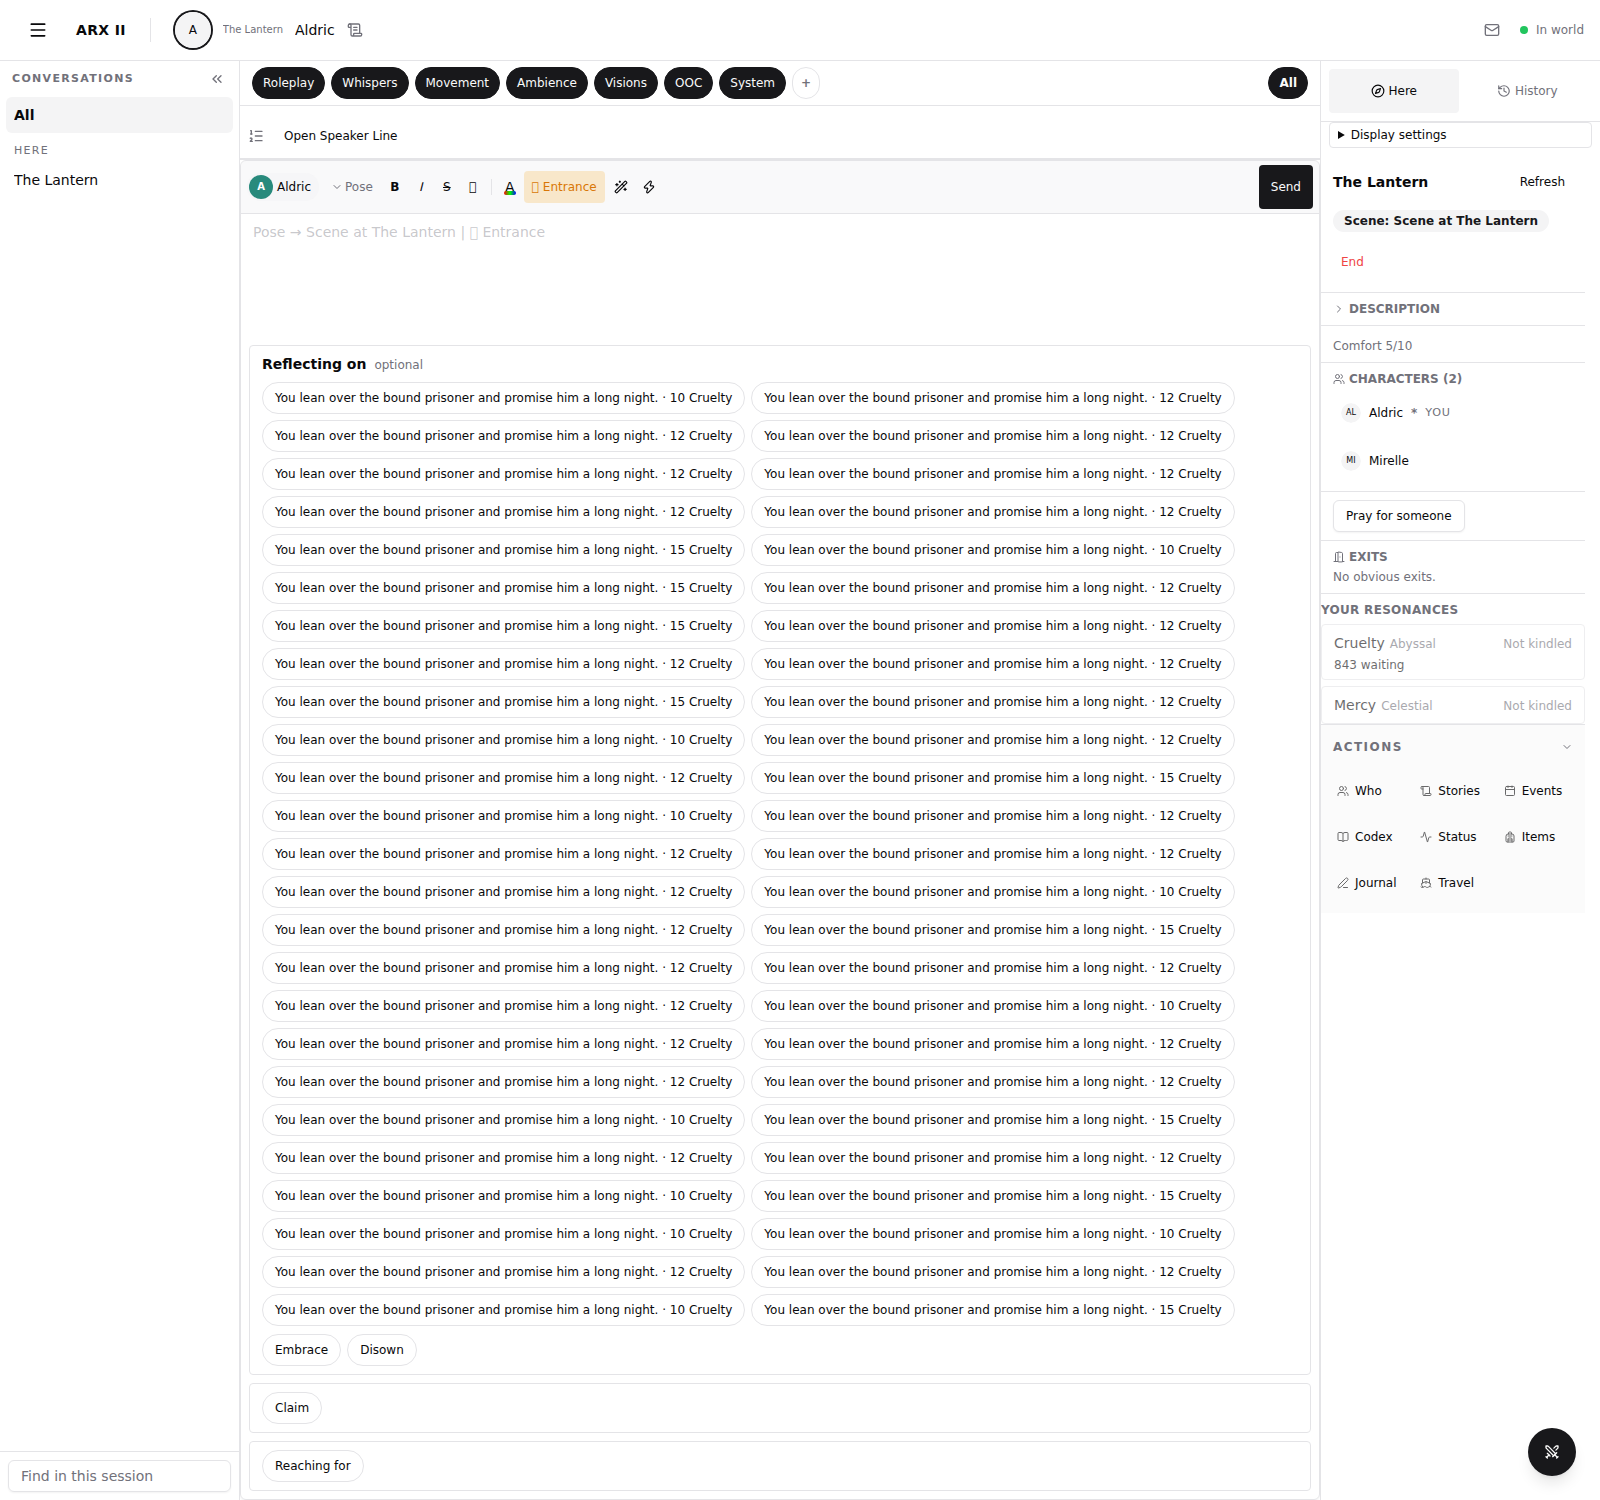 ARX II
A
The Lantern
Aldric
In world
CONVERSATIONS
All
HERE
The Lantern
Find in this session
Roleplay
Whispers
Movement
Ambience
Visions
OOC
System
+
All
Open Speaker Line
A Aldric
Pose
B
I
S
A
Entrance
Send
Pose → Scene at The Lantern | Entrance
Reflecting on optional
You lean over the bound prisoner and promise him a long night. · 10 Cruelty
You lean over the bound prisoner and promise him a long night. · 12 Cruelty
You lean over the bound prisoner and promise him a long night. · 12 Cruelty
You lean over the bound prisoner and promise him a long night. · 12 Cruelty
You lean over the bound prisoner and promise him a long night. · 12 Cruelty
You lean over the bound prisoner and promise him a long night. · 12 Cruelty
You lean over the bound prisoner and promise him a long night. · 12 Cruelty
You lean over the bound prisoner and promise him a long night. · 12 Cruelty
You lean over the bound prisoner and promise him a long night. · 15 Cruelty
You lean over the bound prisoner and promise him a long night. · 10 Cruelty
You lean over the bound prisoner and promise him a long night. · 15 Cruelty
You lean over the bound prisoner and promise him a long night. · 12 Cruelty
You lean over the bound prisoner and promise him a long night. · 15 Cruelty
You lean over the bound prisoner and promise him a long night. · 12 Cruelty
You lean over the bound prisoner and promise him a long night. · 12 Cruelty
You lean over the bound prisoner and promise him a long night. · 12 Cruelty
You lean over the bound prisoner and promise him a long night. · 15 Cruelty
You lean over the bound prisoner and promise him a long night. · 12 Cruelty
You lean over the bound prisoner and promise him a long night. · 10 Cruelty
You lean over the bound prisoner and promise him a long night. · 12 Cruelty
You lean over the bound prisoner and promise him a long night. · 12 Cruelty
You lean over the bound prisoner and promise him a long night. · 15 Cruelty
You lean over the bound prisoner and promise him a long night. · 10 Cruelty
You lean over the bound prisoner and promise him a long night. · 12 Cruelty
You lean over the bound prisoner and promise him a long night. · 12 Cruelty
You lean over the bound prisoner and promise him a long night. · 12 Cruelty
You lean over the bound prisoner and promise him a long night. · 12 Cruelty
You lean over the bound prisoner and promise him a long night. · 10 Cruelty
You lean over the bound prisoner and promise him a long night. · 12 Cruelty
You lean over the bound prisoner and promise him a long night. · 15 Cruelty
You lean over the bound prisoner and promise him a long night. · 12 Cruelty
You lean over the bound prisoner and promise him a long night. · 12 Cruelty
You lean over the bound prisoner and promise him a long night. · 12 Cruelty
You lean over the bound prisoner and promise him a long night. · 10 Cruelty
You lean over the bound prisoner and promise him a long night. · 12 Cruelty
You lean over the bound prisoner and promise him a long night. · 12 Cruelty
You lean over the bound prisoner and promise him a long night. · 12 Cruelty
You lean over the bound prisoner and promise him a long night. · 12 Cruelty
You lean over the bound prisoner and promise him a long night. · 10 Cruelty
You lean over the bound prisoner and promise him a long night. · 15 Cruelty
You lean over the bound prisoner and promise him a long night. · 12 Cruelty
You lean over the bound prisoner and promise him a long night. · 12 Cruelty
You lean over the bound prisoner and promise him a long night. · 10 Cruelty
You lean over the bound prisoner and promise him a long night. · 15 Cruelty
You lean over the bound prisoner and promise him a long night. · 10 Cruelty
You lean over the bound prisoner and promise him a long night. · 10 Cruelty
You lean over the bound prisoner and promise him a long night. · 12 Cruelty
You lean over the bound prisoner and promise him a long night. · 12 Cruelty
You lean over the bound prisoner and promise him a long night. · 10 Cruelty
You lean over the bound prisoner and promise him a long night. · 15 Cruelty
Embrace
Disown
Claim
Reaching for
Here
History
Display settings
The Lantern
Refresh
Scene: Scene at The Lantern
End
DESCRIPTION
Comfort 5/10
CHARACTERS (2)
AL Aldric * YOU
MI Mirelle
Pray for someone
EXITS
No obvious exits.
YOUR RESONANCES
Cruelty Abyssal Not kindled
843 waiting
Mercy Celestial Not kindled
ACTIONS
Who
Stories
Events
Codex
Status
Items
Journal
Travel